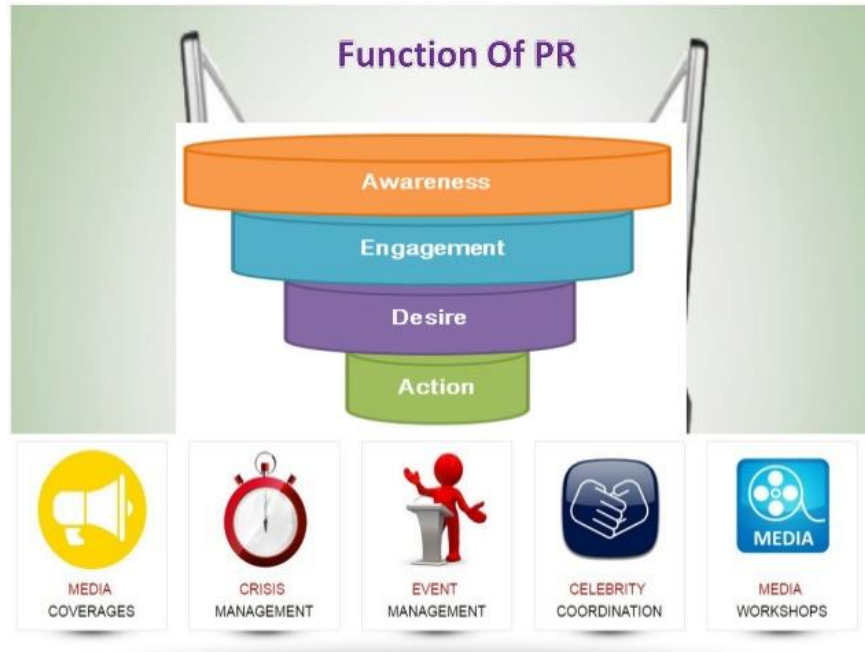 Function Of PR
Awareness
Engagement
Desire
Action
MEDIA
MEDIA
COVERAGES
CRISIS
MANAGEMENT
EVENT
MANAGEMENT
CELEBRITY
COORDINATION
MEDIA
WORKSHOPS